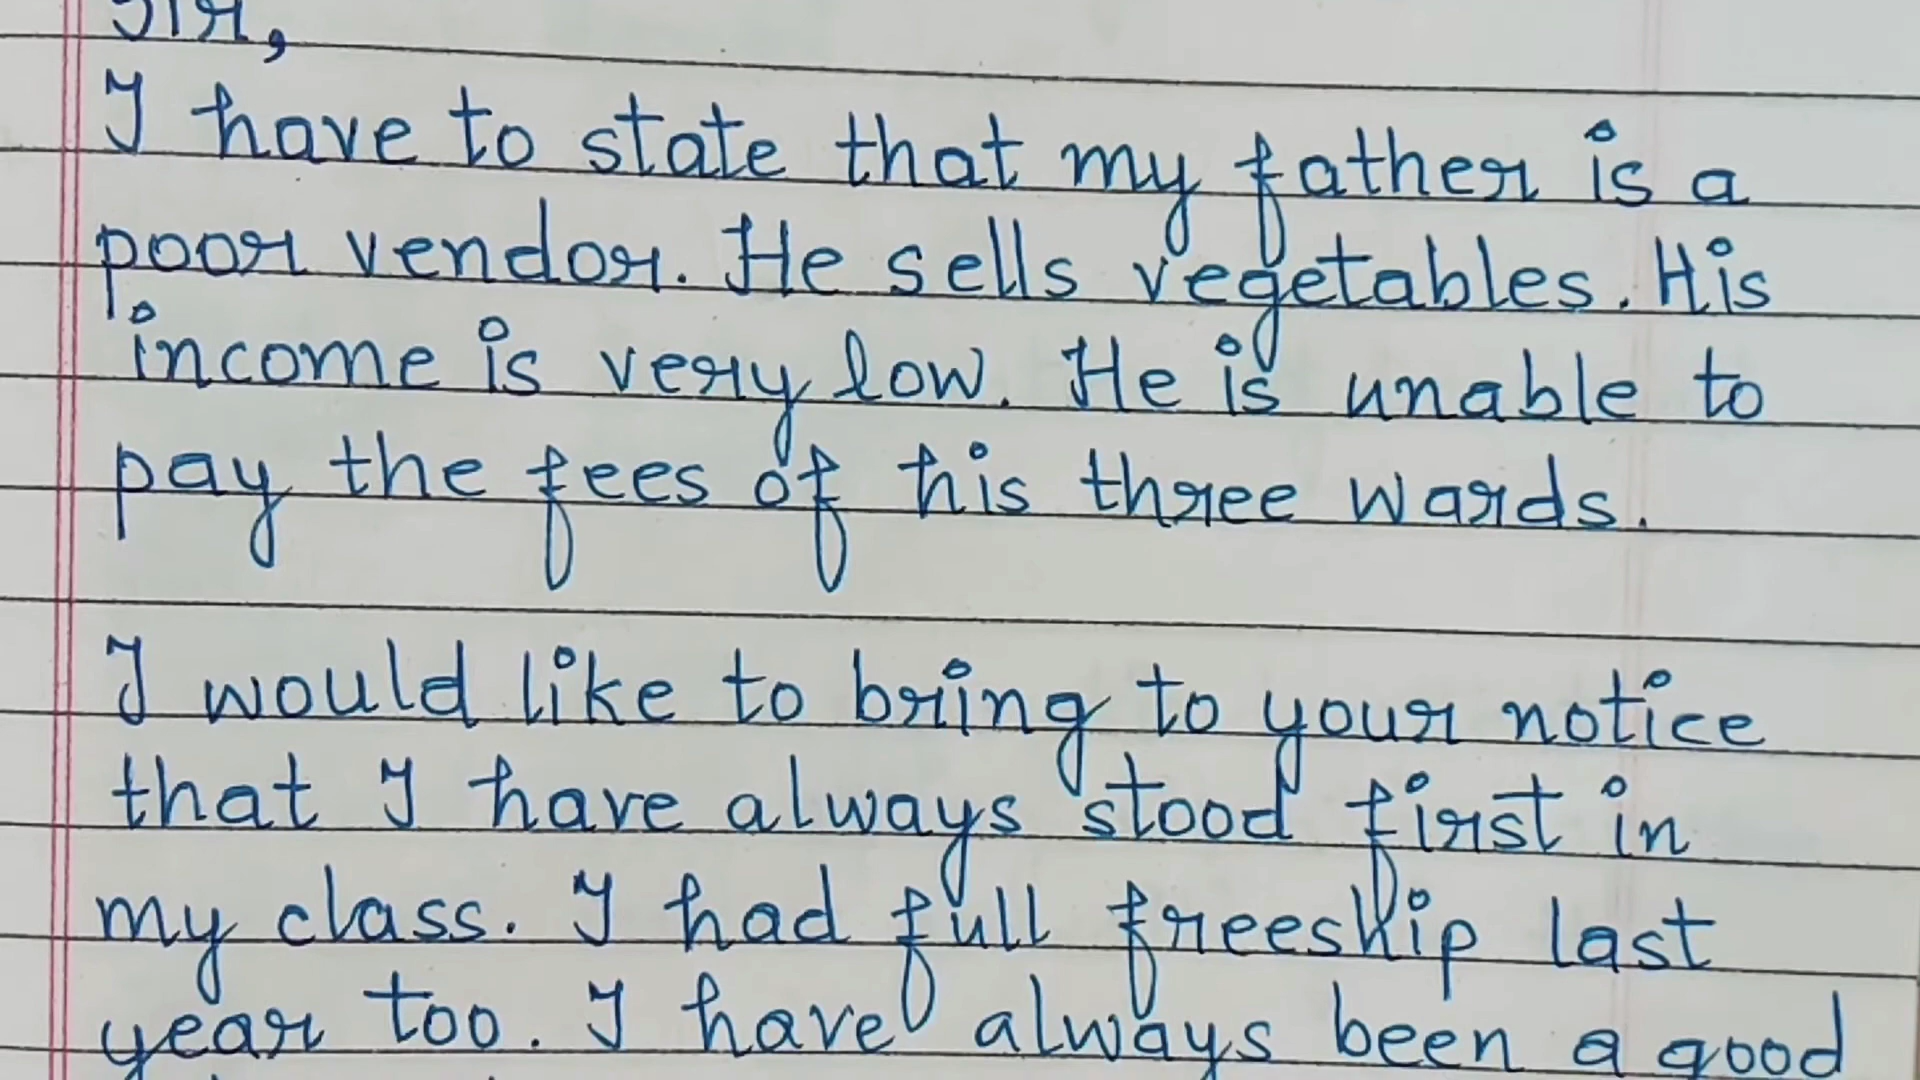 Sir,
I have to state that my father is a
poor vendor. He sells vegetables. His
income is very low. He is unable to
pay the fees of his three wards.
I would like to bring to your notice
that I have always stood first in
my class. I had full freeship last
year too. I have always been a good